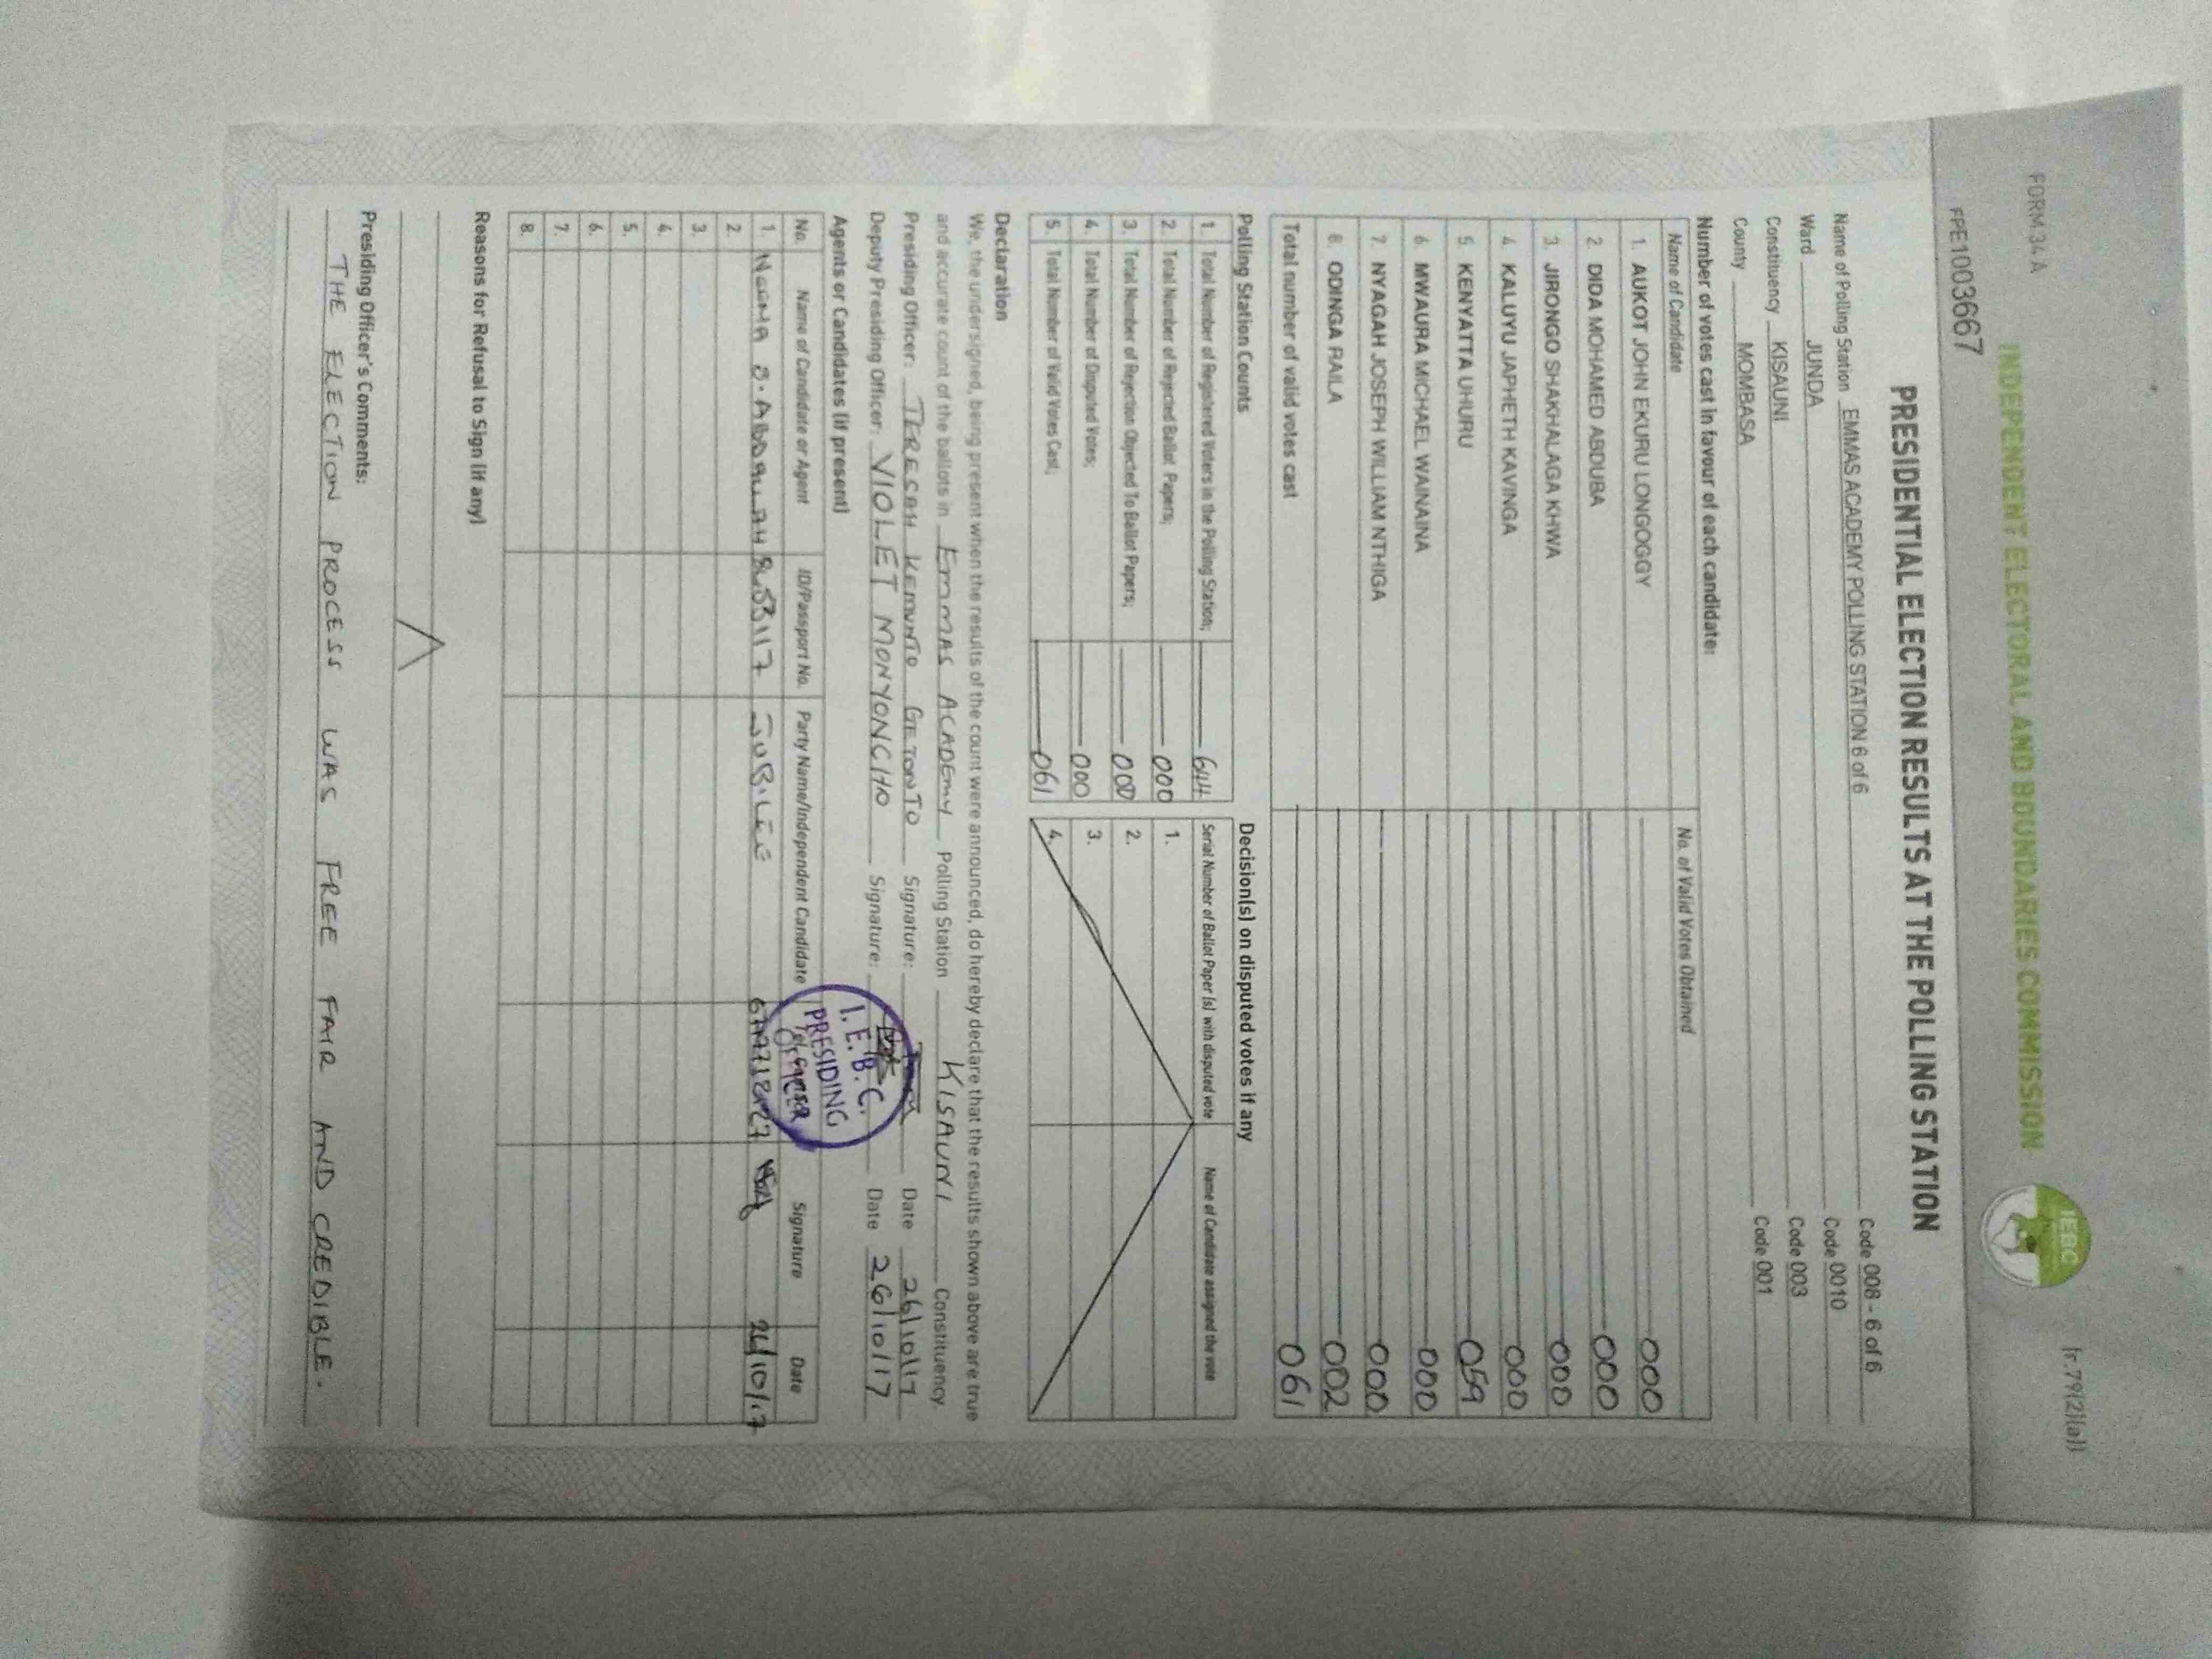 FORM 34 A
INDEPENDENT ELECTORAL AND BOUNDARIES COMMISSION
IEBC
(r.79(2)(a))
FPE1003667
PRESIDENTIAL ELECTION RESULTS AT THE POLLING STATION
Name of Polling Station EMMAS ACADEMY POLLING STATION 6 of 6 Code 008 - 6 of 6
Ward JUNDA Code 0010
Constituency KISAUNI Code 003
County MOMBASA Code 001
Number of votes cast in favour of each candidate:
Name of Candidate No. of Valid Votes Obtained
1. AUKOT JOHN EKURU LONGOGGY 000
2. DIDA MOHAMED ABDUBA 000
3. JIRONGO SHAKHALAGA KHWA 000
4. KALUYU JAPHETH KAVINGA 000
5. KENYATTA UHURU 059
6. MWAURA MICHAEL WAINAINA 000
7. NYAGAH JOSEPH WILLIAM NTHIGA 000
8. ODINGA RAILA 002
Total number of valid votes cast 061
Polling Station Counts Decision(s) on disputed votes if any
1. Total Number of Registered Voters in the Polling Station; 644
2. Total Number of Rejected Ballot Papers; 000
3. Total Number of Rejection Objected To Ballot Papers; 000
4. Total Number of Disputed Votes; 000
5. Total Number of Valid Votes Cast; 061
Serial Number of Ballot Paper (s) with disputed vote Name of Candidate assigned the vote
1.
2.
3.
4.
Declaration
We, the undersigned, being present when the results of the count were announced, do hereby declare that the results shown above are true
and accurate count of the ballots in EMMAS ACADEMY Polling Station KISAUNI Constituency
Presiding Officer: TERESAH KEMUNTO GETONTO Signature: Date 26/10/17
Deputy Presiding Officer: VIOLET MONYONCHO Signature: Date 26/10/17
I.E.B.C.
PRESIDING
OFFICER
Agents or Candidates (if present)
No. Name of Candidate or Agent ID/Passport No. Party Name/Independent Candidate Signature Date
1. JUBILEE 26/10/17
2.
3.
4.
5.
6.
7.
8.
Reasons for Refusal to Sign (if any)
Presiding Officer's Comments:
THE ELECTION PROCESS WAS FREE FAIR AND CREDIBLE.